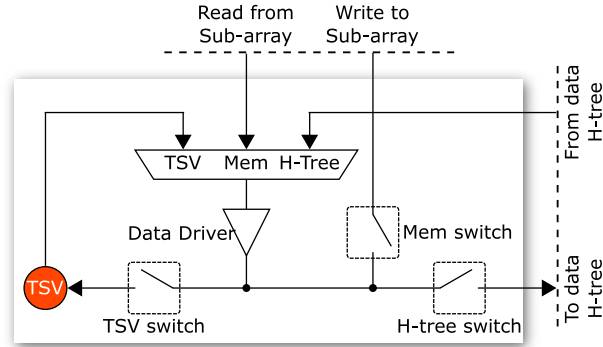 Read from
Sub-array
Write to
Sub-array
From data
H-tree
TSV Mem H-Tree
Data Driver
Mem switch
TSV
TSV switch
H-tree switch
To data
H-tree